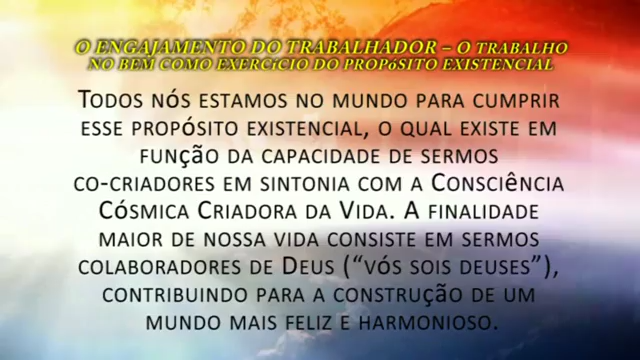 O ENGAJAMENTO DO TRABALHADOR – O TRABALHO
NO BEM COMO EXERCíCIO DO PROPóSITO EXISTENCIAL
TODOS NÓS ESTAMOS NO MUNDO PARA CUMPRIR
ESSE PROPÓSITO EXISTENCIAL, O QUAL EXISTE EM
FUNÇÃO DA CAPACIDADE DE SERMOS
CO-CRIADORES EM SINTONIA COM A CONSCIÊNCIA
CÓSMICA CRIADORA DA VIDA. A FINALIDADE
MAIOR DE NOSSA VIDA CONSISTE EM SERMOS
COLABORADORES DE DEUS (“VÓS SOIS DEUSES”),
CONTRIBUINDO PARA A CONSTRUÇÃO DE UM
MUNDO MAIS FELIZ E HARMONIOSO.